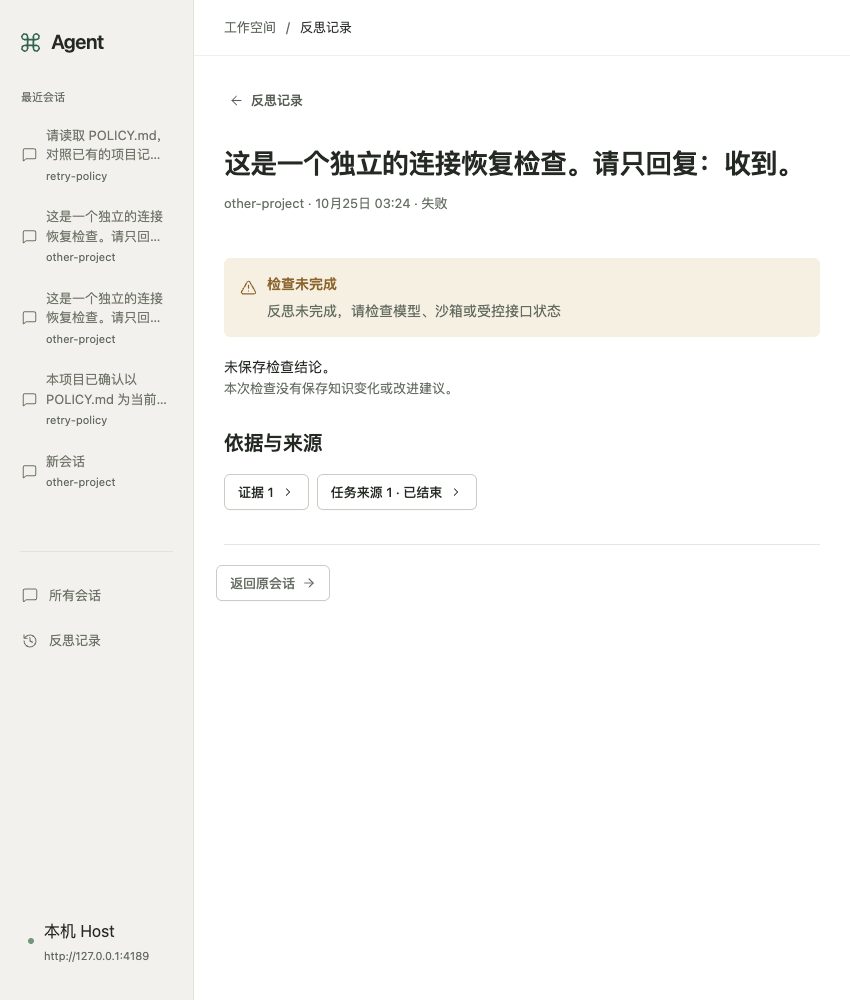 Agent
最近会话
请读取 POLICY.md,
对照已有的项目记...
retry-policy
这是一个独立的连接
恢复检查。请只回...
other-project
这是一个独立的连接
恢复检查。请只回...
other-project
本项目已确认以
POLICY.md 为当前...
retry-policy
新会话
other-project
所有会话
反思记录
本机 Host
http://127.0.0.1:4189
工作空间 / 反思记录
反思记录
这是一个独立的连接恢复检查。请只回复：收到。
other-project · 10月25日 03:24 · 失败
检查未完成
反思未完成，请检查模型、沙箱或受控接口状态
未保存检查结论。
本次检查没有保存知识变化或改进建议。
依据与来源
证据 1
任务来源 1 · 已结束
返回原会话